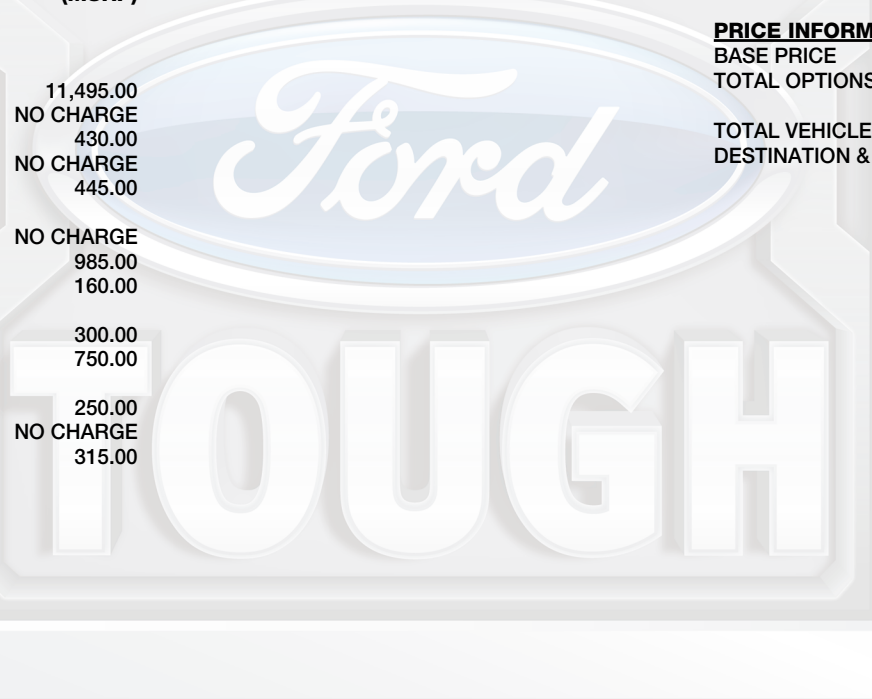 PRICE INFORM
BASE PRICE
TOTAL OPTIONS
TOTAL VEHICLE
DESTINATION &
11,495.00
NO CHARGE
430.00
NO CHARGE
445.00
NO CHARGE
985.00
160.00
300.00
750.00
250.00
NO CHARGE
315.00
Ford
TOUGH